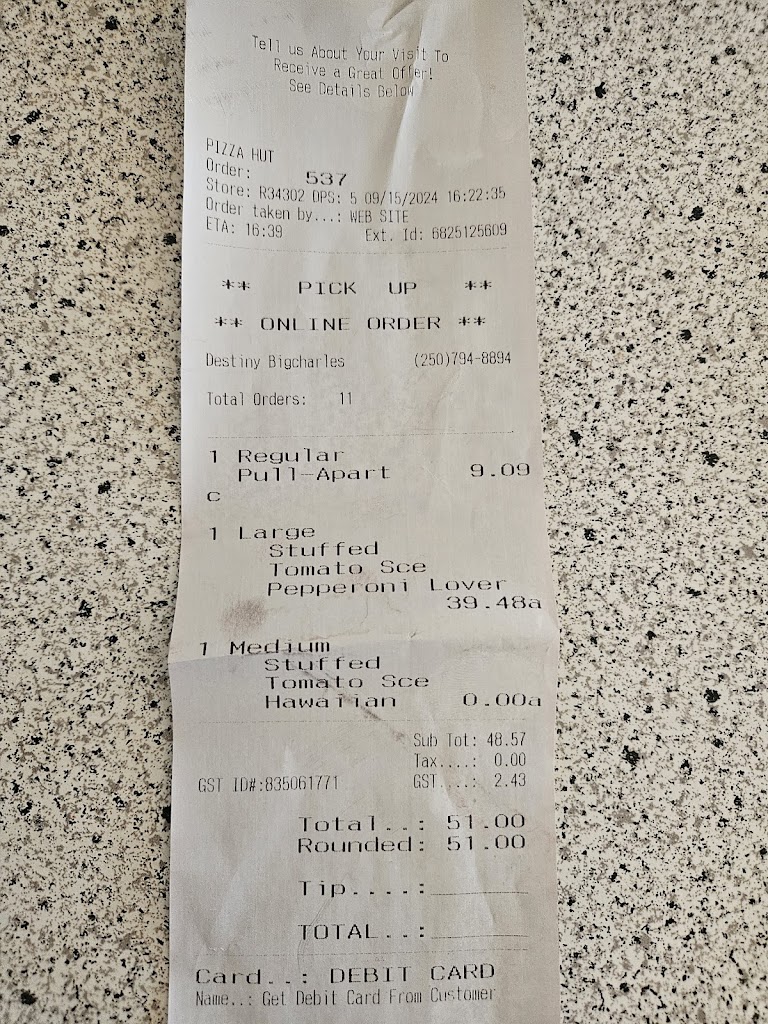 Tell us About Your Visit To
Receive a Great Offer!
See Details Below
PIZZA HUT
Order: 537
Store: R34302 DPS: 5 09/15/2024 16:22:35
Order taken by...: WEB SITE
ETA: 16:39 Ext. Id: 6825125609
** PICK UP **
** ONLINE ORDER **
Destiny Bigcharles (250)794-8894
Total Orders: 11
1 Regular
Pull-Apart 9.09
c
1 Large
Stuffed
Tomato Sce
Pepperoni Lover
39.48a
1 Medium
Stuffed
Tomato Sce
Hawaiian 0.00a
Sub Tot: 48.57
Tax....: 0.00
GST ID#:835061771 GST....: 2.43
Total..: 51.00
Rounded: 51.00
Tip....:
TOTAL..:
Card..: DEBIT CARD
Name..: Get Debit Card From Customer